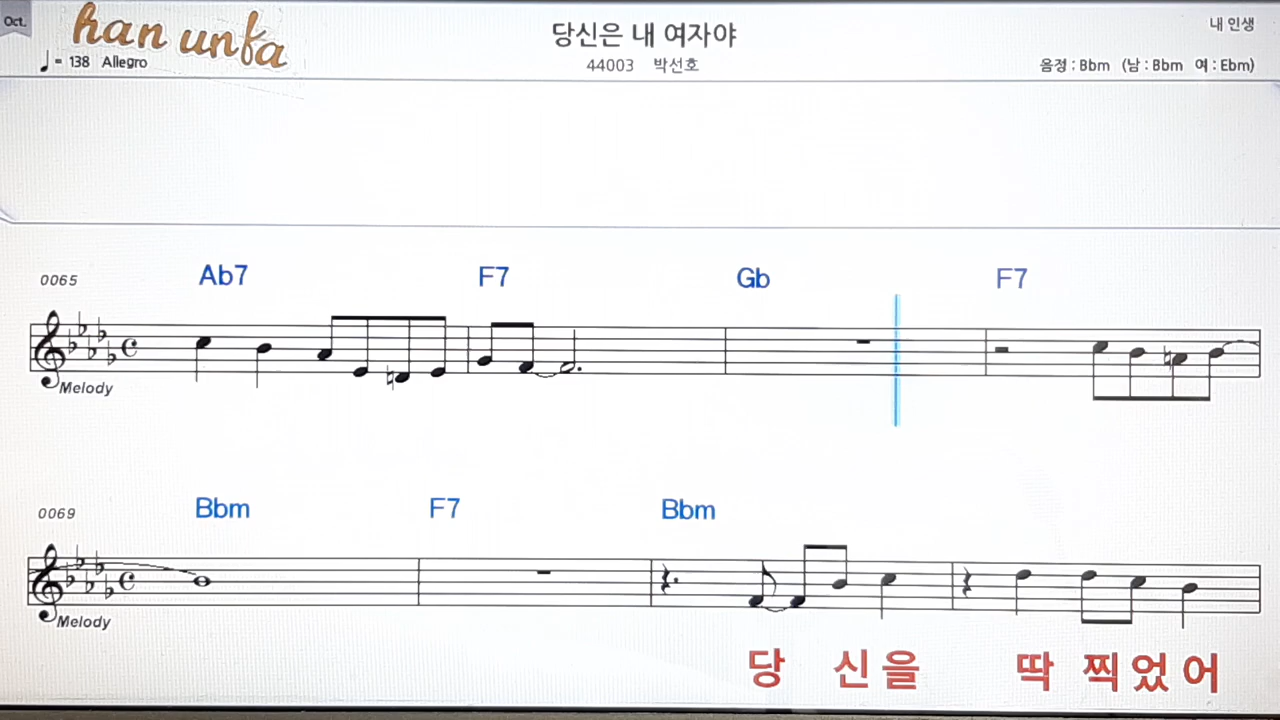 Oct.
han unfa
당신은 내 여자야
내 인생
♩= 138 Allegro
44003 박선호
음정 : Bbm (남 : Bbm 여 : Ebm)
0065
Ab7 F7 Gb F7
Melody
0069
Bbm F7 Bbm
Melody
당 신을 딱 찍었어